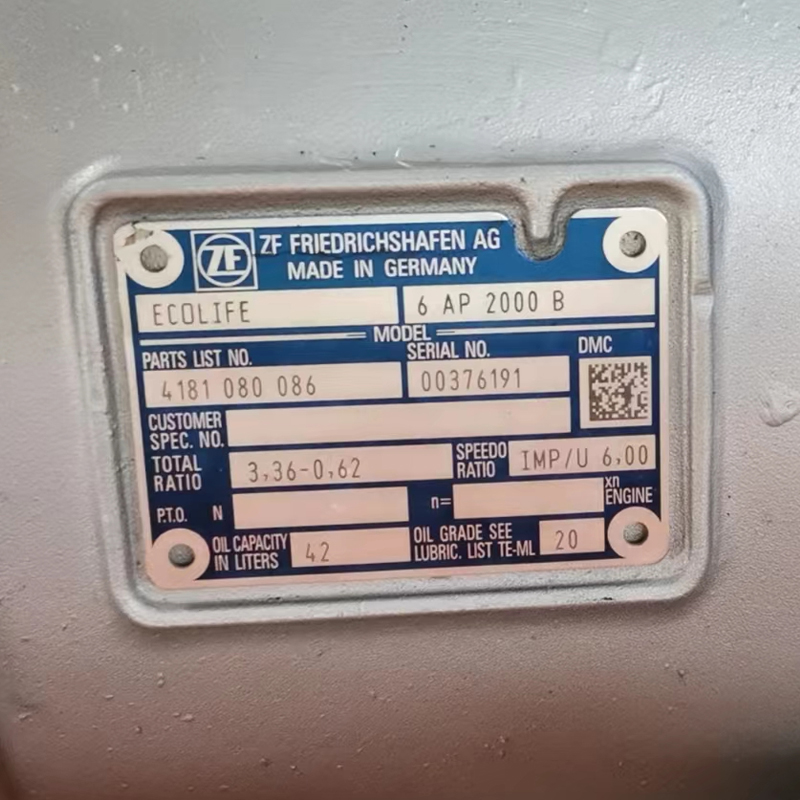 ZF ZF FRIEDRICHSHAFEN AG
MADE IN GERMANY
ECOLIFE 6 AP 2000 B
MODEL
PARTS LIST NO. SERIAL NO. DMC
4181 080 086 00376191
CUSTOMER
SPEC. NO.
TOTAL
RATIO 3,36-0,62 SPEEDO
RATIO IMP/U 6,00
P.T.O. N n= xn
ENGINE
OIL CAPACITY
IN LITERS 42 OIL GRADE SEE
LUBRIC. LIST TE-ML 20